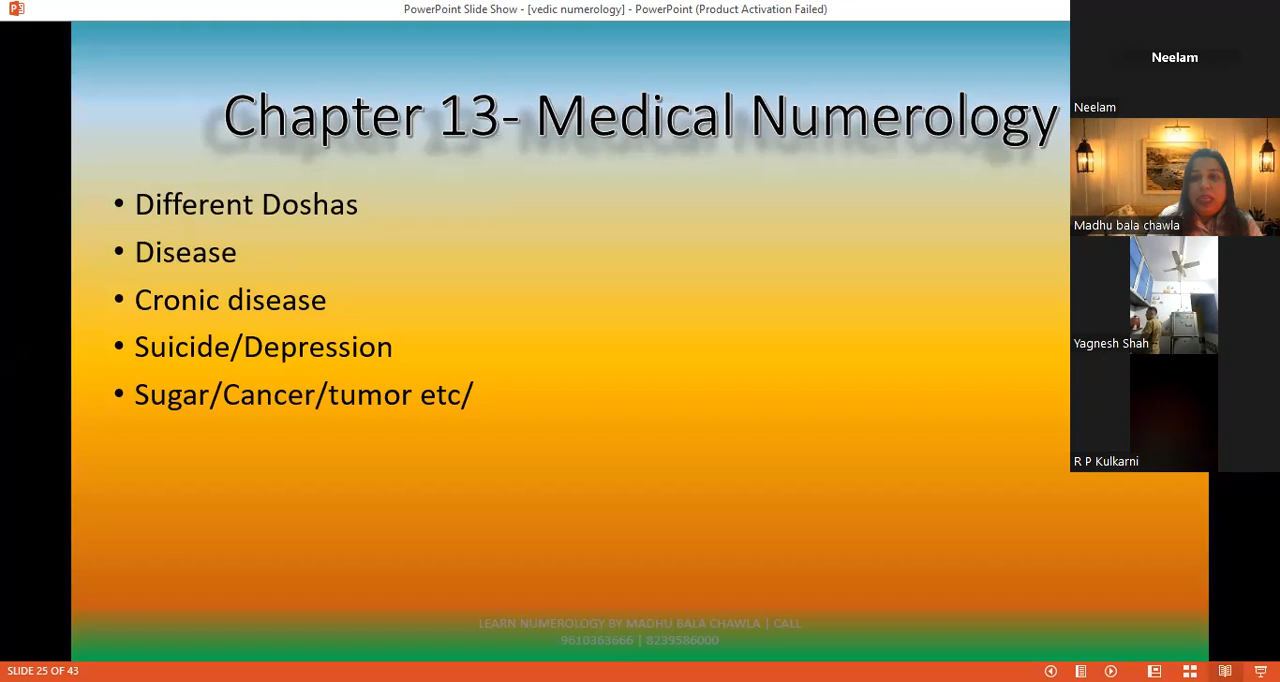 PowerPoint Slide Show - [vedic numerology] - PowerPoint (Product Activation Failed)
Neelam
Neelam
Madhu bala chawla
Yagnesh Shah
R P Kulkarni
Chapter 13- Medical Numerology
• Different Doshas
• Disease
• Cronic disease
• Suicide/Depression
• Sugar/Cancer/tumor etc/
LEARN NUMEROLOGY BY MADHU BALA CHAWLA | CALL
9610363666 | 8239586000
SLIDE 25 OF 43